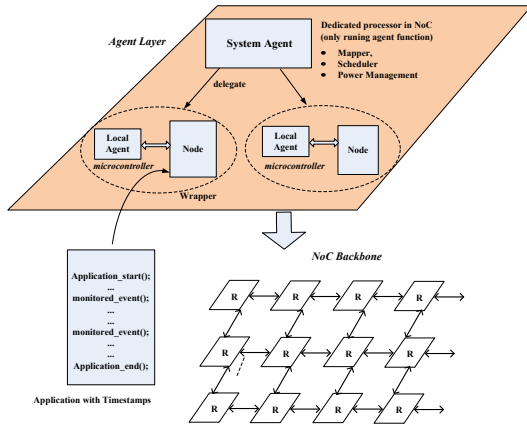 Agent Layer
System Agent
Dedicated processor in NoC
(only runing agent function)
● Mapper,
● Scheduler
● Power Management
delegate
Local
Agent
Node
microcontroller
Wrapper
Local
Agent
Node
microcontroller
Application_start();
...
monitored_event();
...
...
monitored_event();
...
...
Application_end();
Application with Timestamps
NoC Backbone
R R R R
R R R R
R R R R